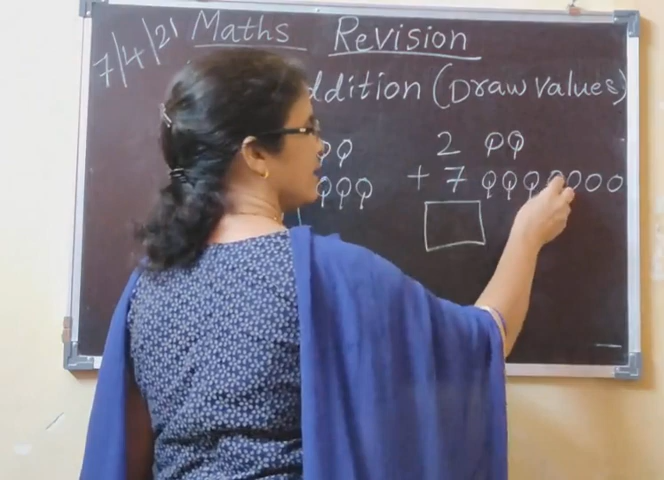 7/4/21 Maths Revision
ddition (Draw values)
2
+ 7